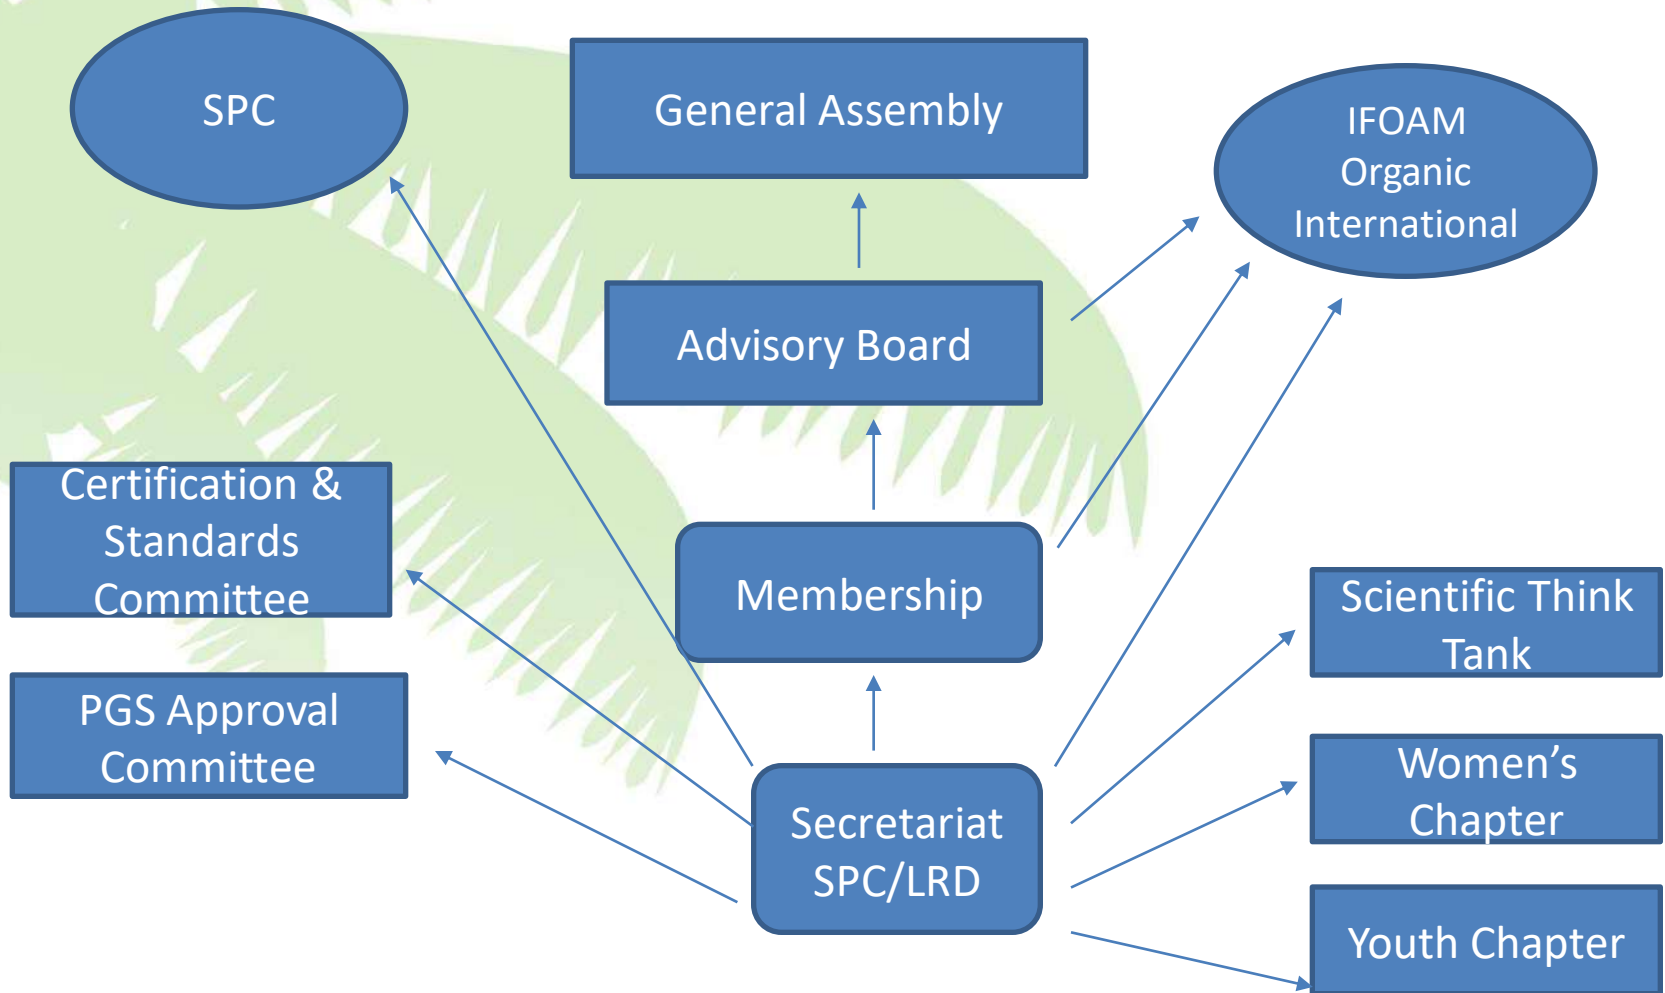 SPC
General Assembly
IFOAM
Organic
International
Advisory Board
Certification &
Standards
Committee
Membership
Scientific Think
Tank
PGS Approval
Committee
Women’s
Chapter
Secretariat
SPC/LRD
Youth Chapter